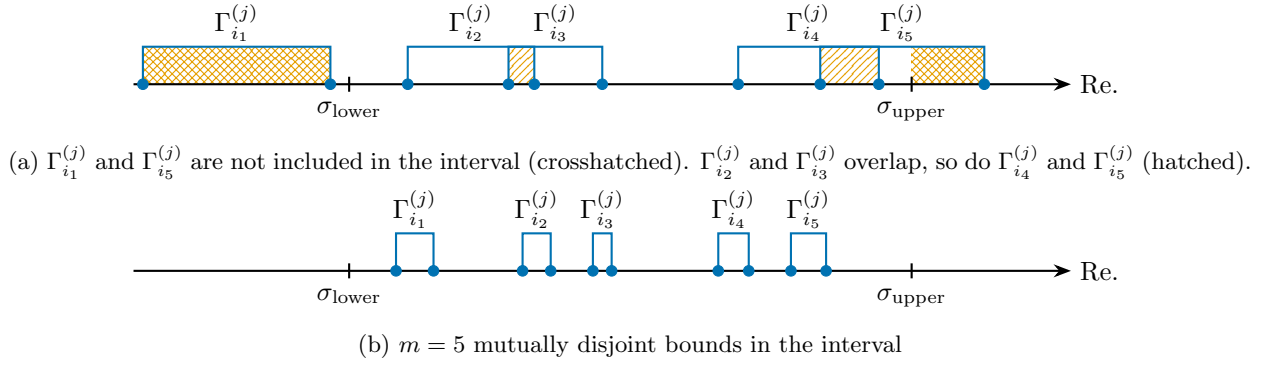 Γ_{i_1}^{(j)} Γ_{i_2}^{(j)} Γ_{i_3}^{(j)} Γ_{i_4}^{(j)} Γ_{i_5}^{(j)}
Re.
σ_lower σ_upper
(a) Γ_{i_1}^{(j)} and Γ_{i_5}^{(j)} are not included in the interval (crosshatched). Γ_{i_2}^{(j)} and Γ_{i_3}^{(j)} overlap, so do Γ_{i_4}^{(j)} and Γ_{i_5}^{(j)} (hatched).
Γ_{i_1}^{(j)} Γ_{i_2}^{(j)} Γ_{i_3}^{(j)} Γ_{i_4}^{(j)} Γ_{i_5}^{(j)}
Re.
σ_lower σ_upper
(b) m = 5 mutually disjoint bounds in the interval